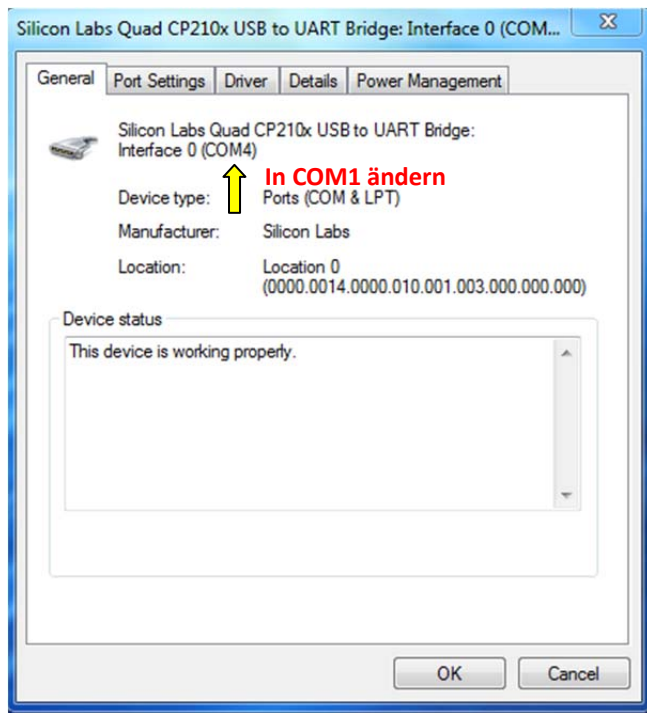 Silicon Labs Quad CP210x USB to UART Bridge: Interface 0 (COM...
General Port Settings Driver Details Power Management
Silicon Labs Quad CP210x USB to UART Bridge:
Interface 0 (COM4)
In COM1 ändern
Device type: Ports (COM & LPT)
Manufacturer: Silicon Labs
Location: Location 0
(0000.0014.0000.010.001.003.000.000.000)
Device status
This device is working properly.
OK Cancel